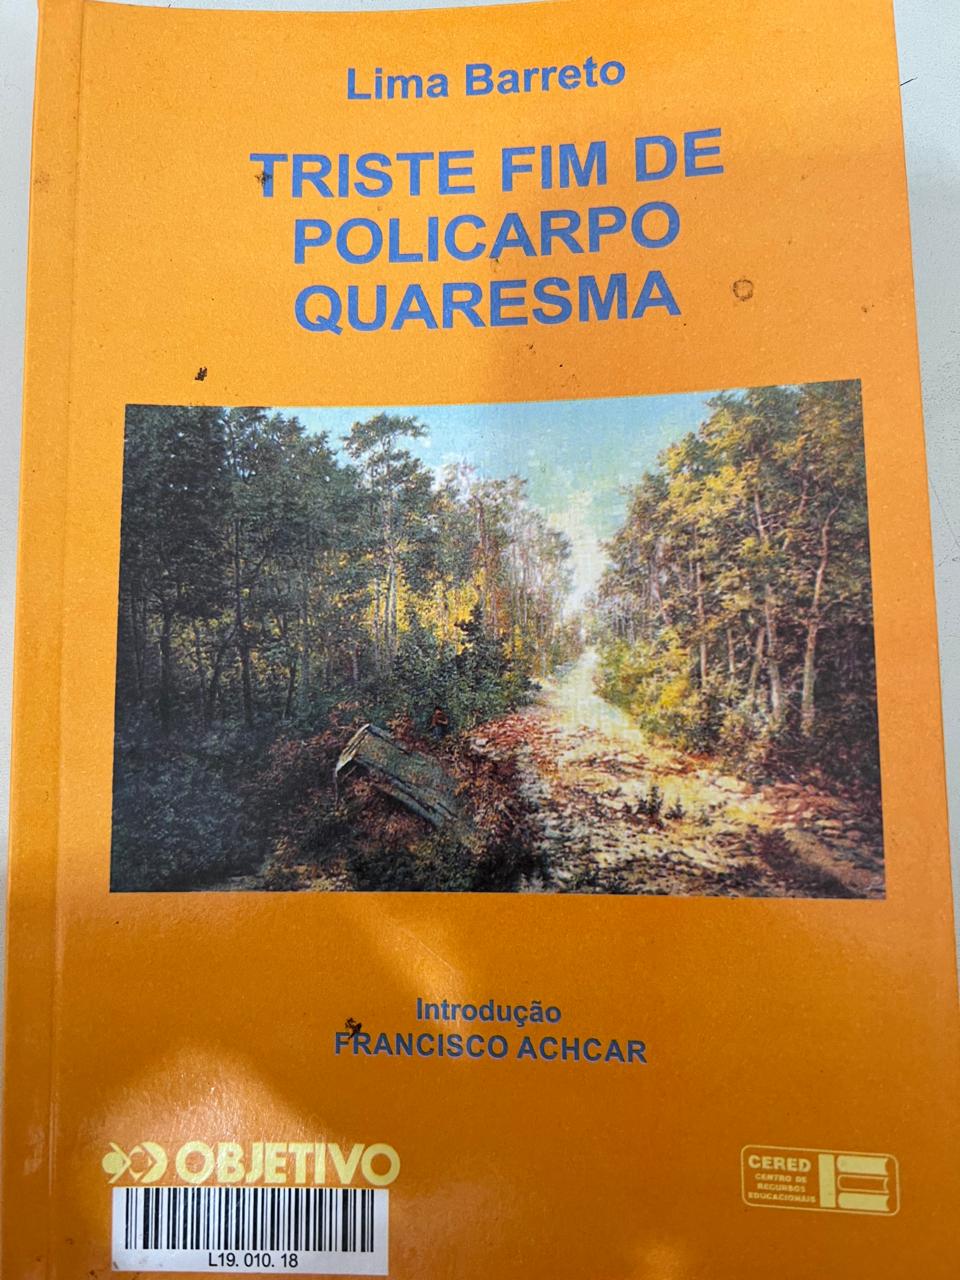 Lima Barreto
TRISTE FIM DE
POLICARPO
QUARESMA
Introdução
FRANCISCO ACHCAR
OBJETIVO
CERED
CENTRO DE
RECURSOS
EDUCACIONAIS
L19. 010. 18